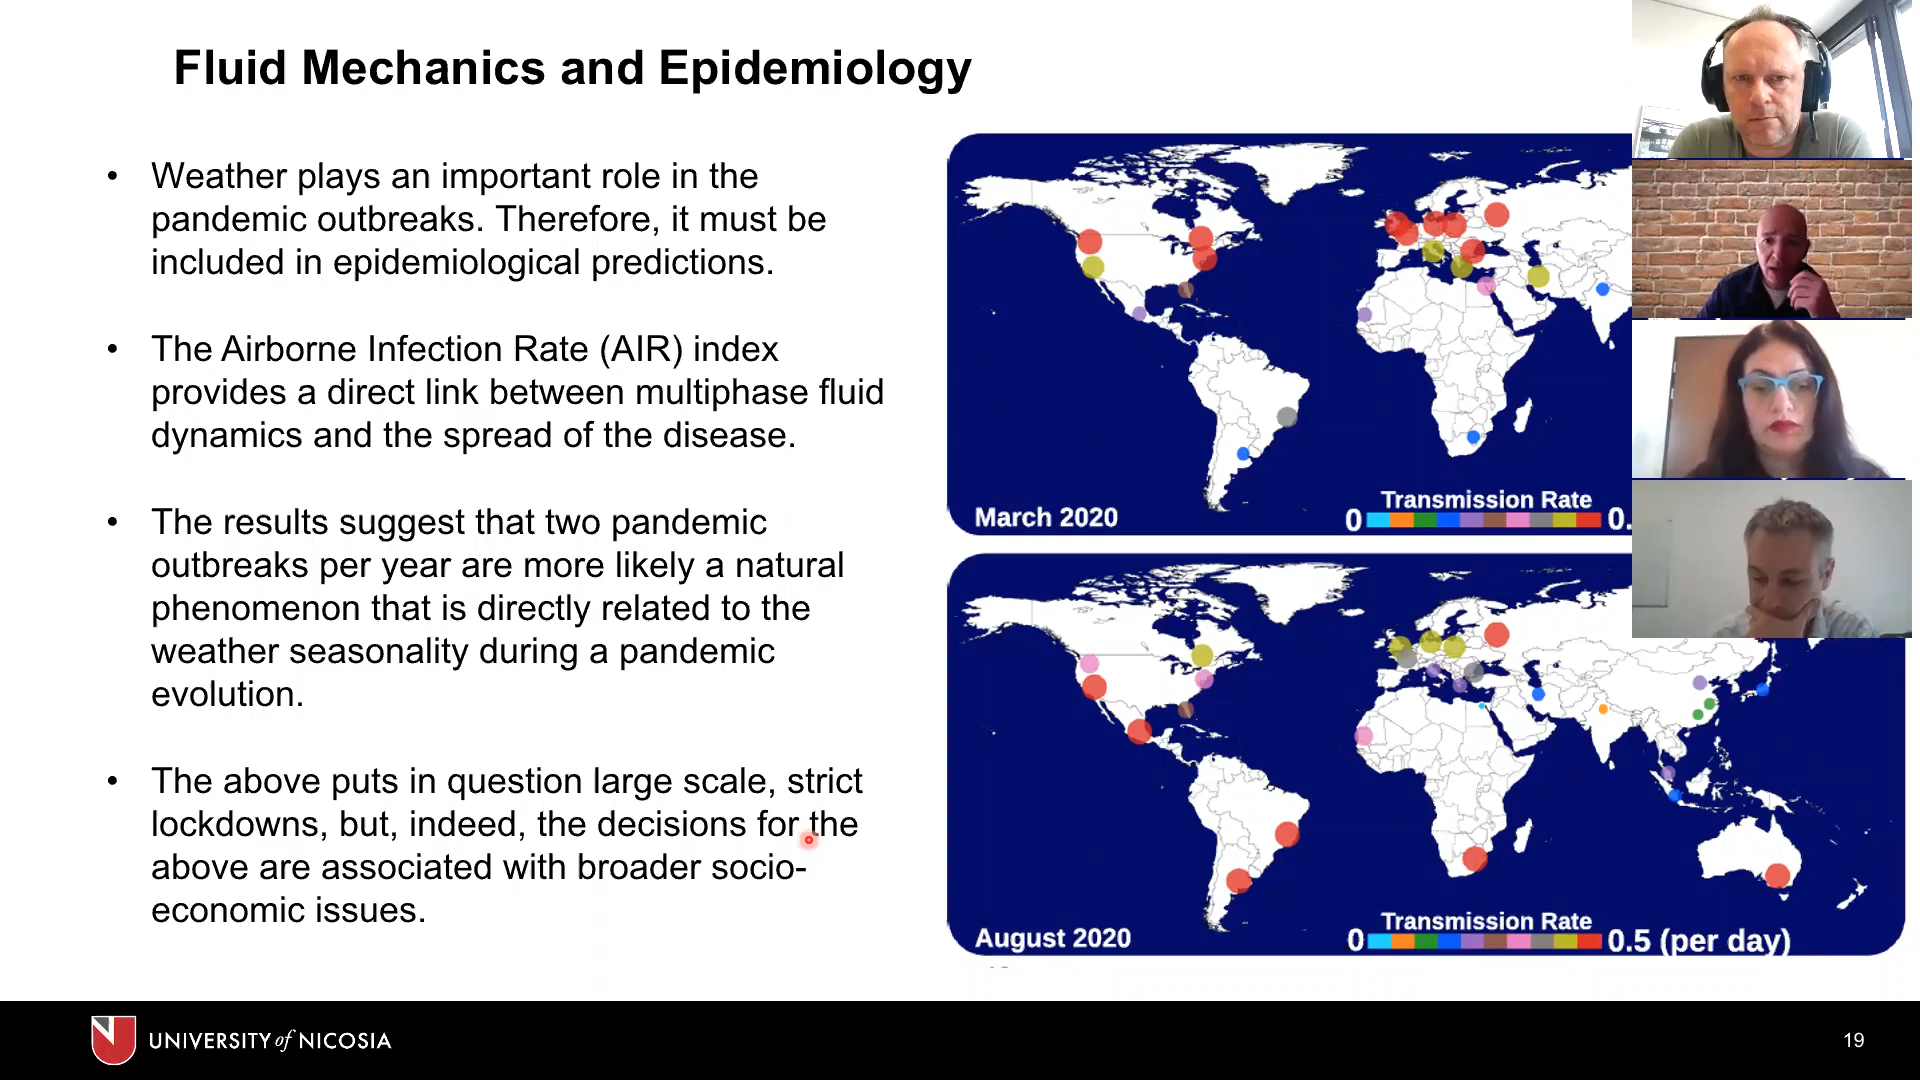 Fluid Mechanics and Epidemiology
• Weather plays an important role in the
pandemic outbreaks. Therefore, it must be
included in epidemiological predictions.
• The Airborne Infection Rate (AIR) index
provides a direct link between multiphase fluid
dynamics and the spread of the disease.
• The results suggest that two pandemic
outbreaks per year are more likely a natural
phenomenon that is directly related to the
weather seasonality during a pandemic
evolution.
• The above puts in question large scale, strict
lockdowns, but, indeed, the decisions for the
above are associated with broader socio-
economic issues.
Transmission Rate
March 2020
0 0.
Transmission Rate
August 2020
0 0.5 (per day)
UNIVERSITY of NICOSIA
19